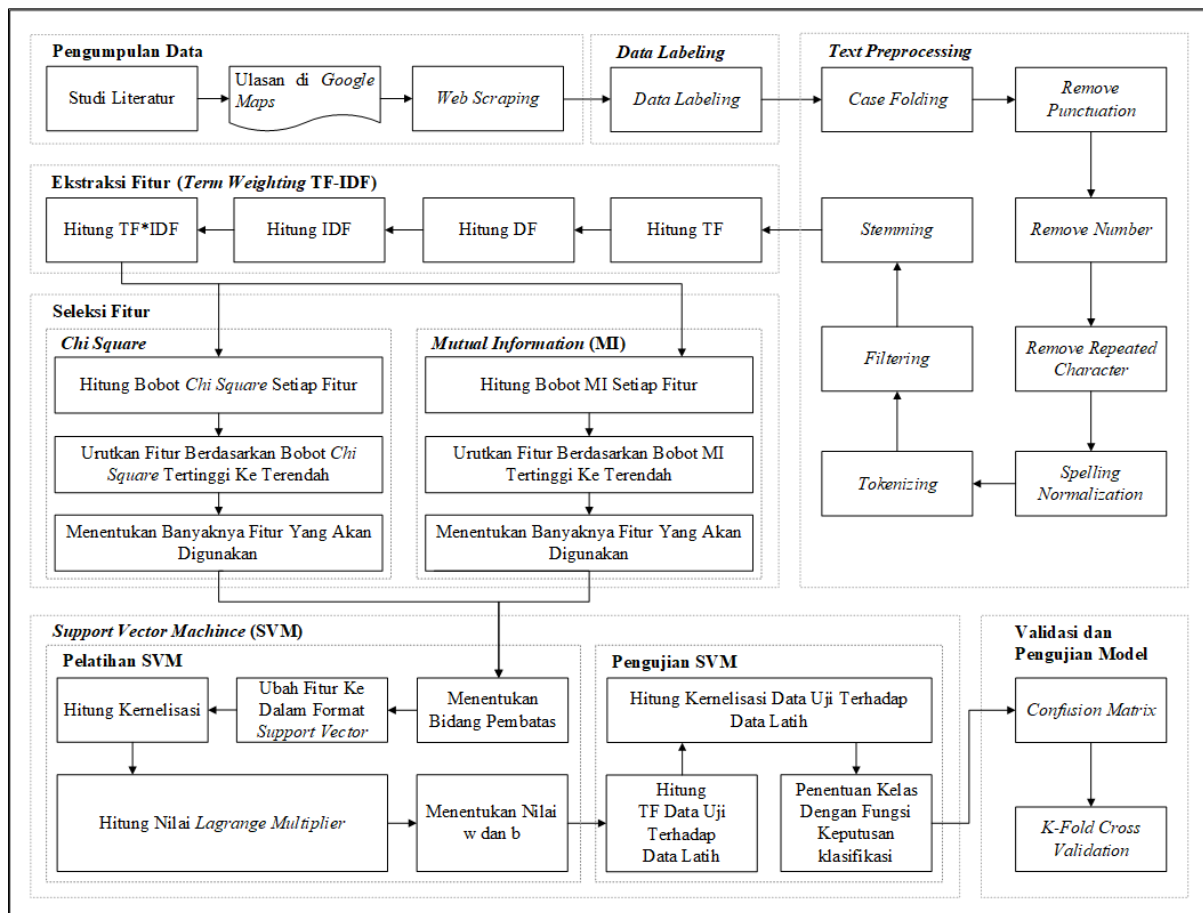 Pengumpulan Data
Studi Literatur
Ulasan di Google
Maps
Web Scraping
Data Labeling
Data Labeling
Text Preprocessing
Case Folding
Remove
Punctuation
Remove Number
Remove Repeated
Character
Spelling
Normalization
Tokenizing
Filtering
Stemming
Ekstraksi Fitur (Term Weighting TF-IDF)
Hitung TF
Hitung DF
Hitung IDF
Hitung TF*IDF
Seleksi Fitur
Chi Square
Hitung Bobot Chi Square Setiap Fitur
Urutkan Fitur Berdasarkan Bobot Chi
Square Tertinggi Ke Terendah
Menentukan Banyaknya Fitur Yang Akan
Digunakan
Mutual Information (MI)
Hitung Bobot MI Setiap Fitur
Urutkan Fitur Berdasarkan Bobot MI
Tertinggi Ke Terendah
Menentukan Banyaknya Fitur Yang Akan
Digunakan
Support Vector Machince (SVM)
Pelatihan SVM
Menentukan
Bidang Pembatas
Ubah Fitur Ke
Dalam Format
Support Vector
Hitung Kernelisasi
Hitung Nilai Lagrange Multiplier
Menentukan Nilai
w dan b
Pengujian SVM
Hitung
TF Data Uji
Terhadap
Data Latih
Hitung Kernelisasi Data Uji Terhadap
Data Latih
Penentuan Kelas
Dengan Fungsi
Keputusan
klasifikasi
Validasi dan
Pengujian Model
Confusion Matrix
K-Fold Cross
Validation